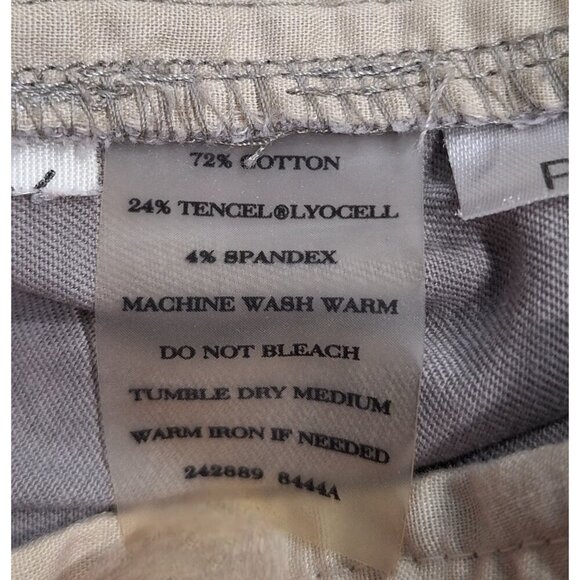 72% COTTON
24% TENCEL®LYOCELL
4% SPANDEX
MACHINE WASH WARM
DO NOT BLEACH
TUMBLE DRY MEDIUM
WARM IRON IF NEEDED
242889 8444A